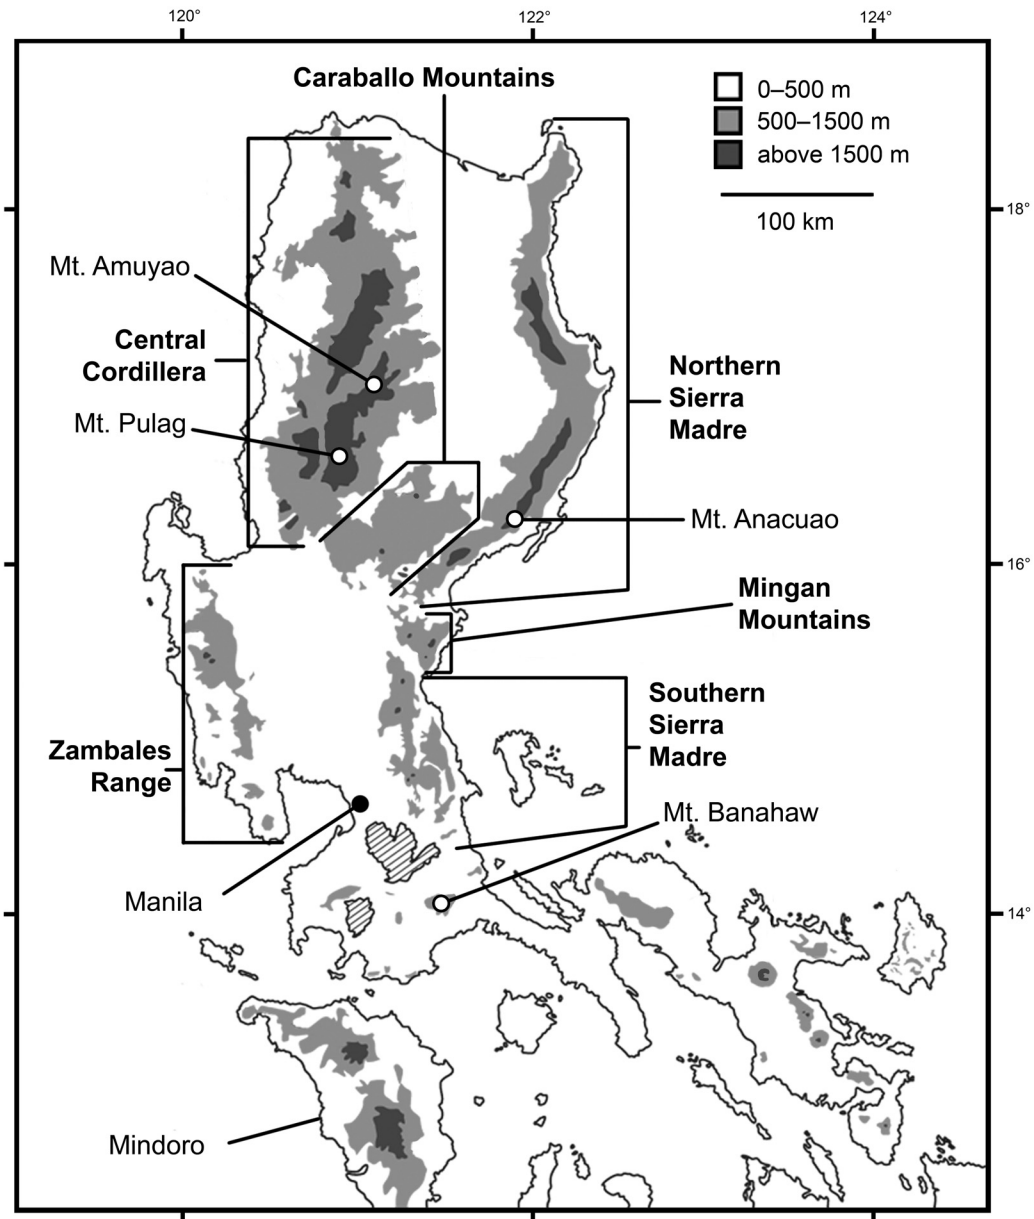 120°
122°
124°
Caraballo Mountains
0–500 m
500–1500 m
above 1500 m
100 km
18°
Mt. Amuyao
Central
Cordillera
Mt. Pulag
Northern
Sierra
Madre
Mt. Anacuao
16°
Mingan
Mountains
Southern
Sierra
Madre
Zambales
Range
Mt. Banahaw
Manila
14°
Mindoro